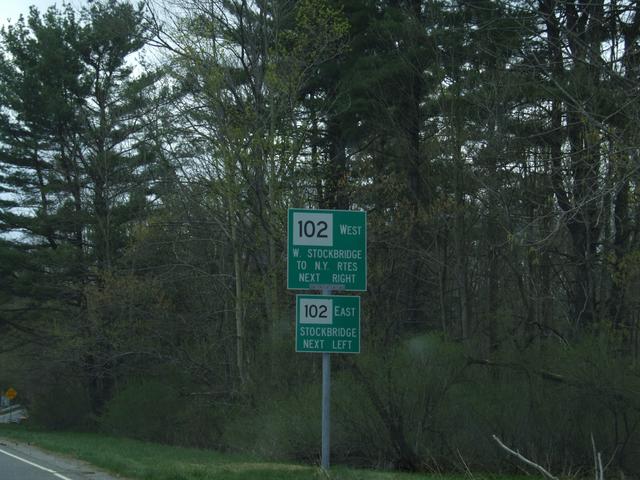 102 West
W. STOCKBRIDGE
TO N.Y. RTES
NEXT RIGHT
102 EAST
STOCKBRIDGE
NEXT LEFT